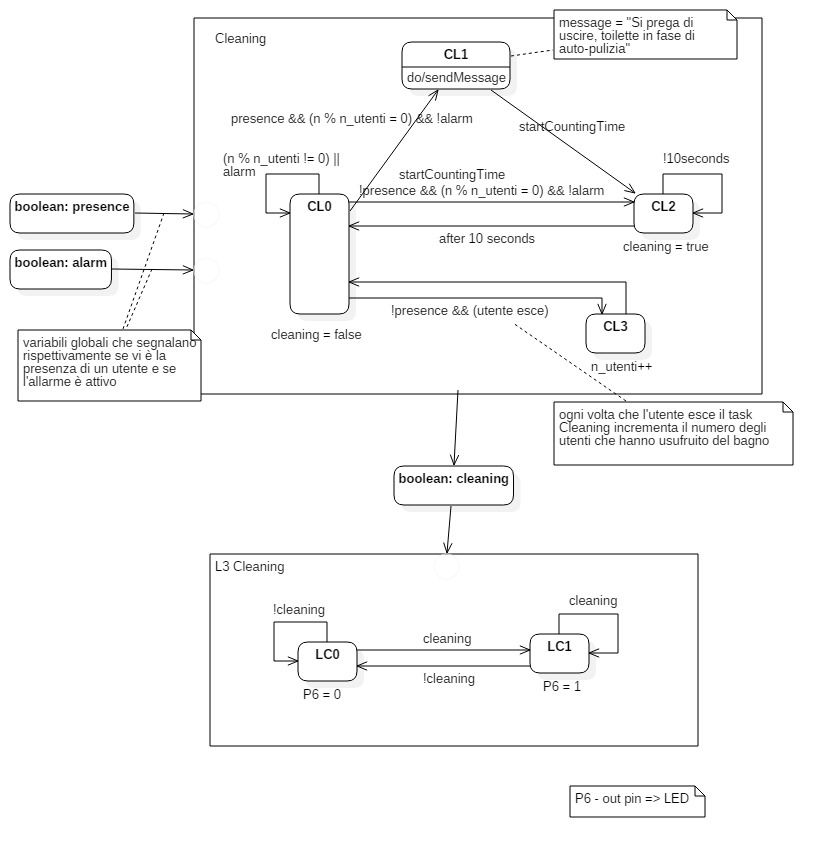 message = "Si prega di
uscire, toilette in fase di
auto-pulizia"
Cleaning
CL1
do/sendMessage
presence && (n % n_utenti = 0) && !alarm
startCountingTime
(n % n_utenti != 0) ||
alarm
!10seconds
startCountingTime
!presence && (n % n_utenti = 0) && !alarm
boolean: presence
CL0
CL2
after 10 seconds
cleaning = true
boolean: alarm
!presence && (utente esce)
CL3
cleaning = false
n_utenti++
variabili globali che segnalano
rispettivamente se vi è la
presenza di un utente e se
l'allarme è attivo
ogni volta che l'utente esce il task
Cleaning incrementa il numero degli
utenti che hanno usufruito del bagno
boolean: cleaning
L3 Cleaning
!cleaning
cleaning
LC0
cleaning
LC1
!cleaning
P6 = 0
P6 = 1
P6 - out pin => LED